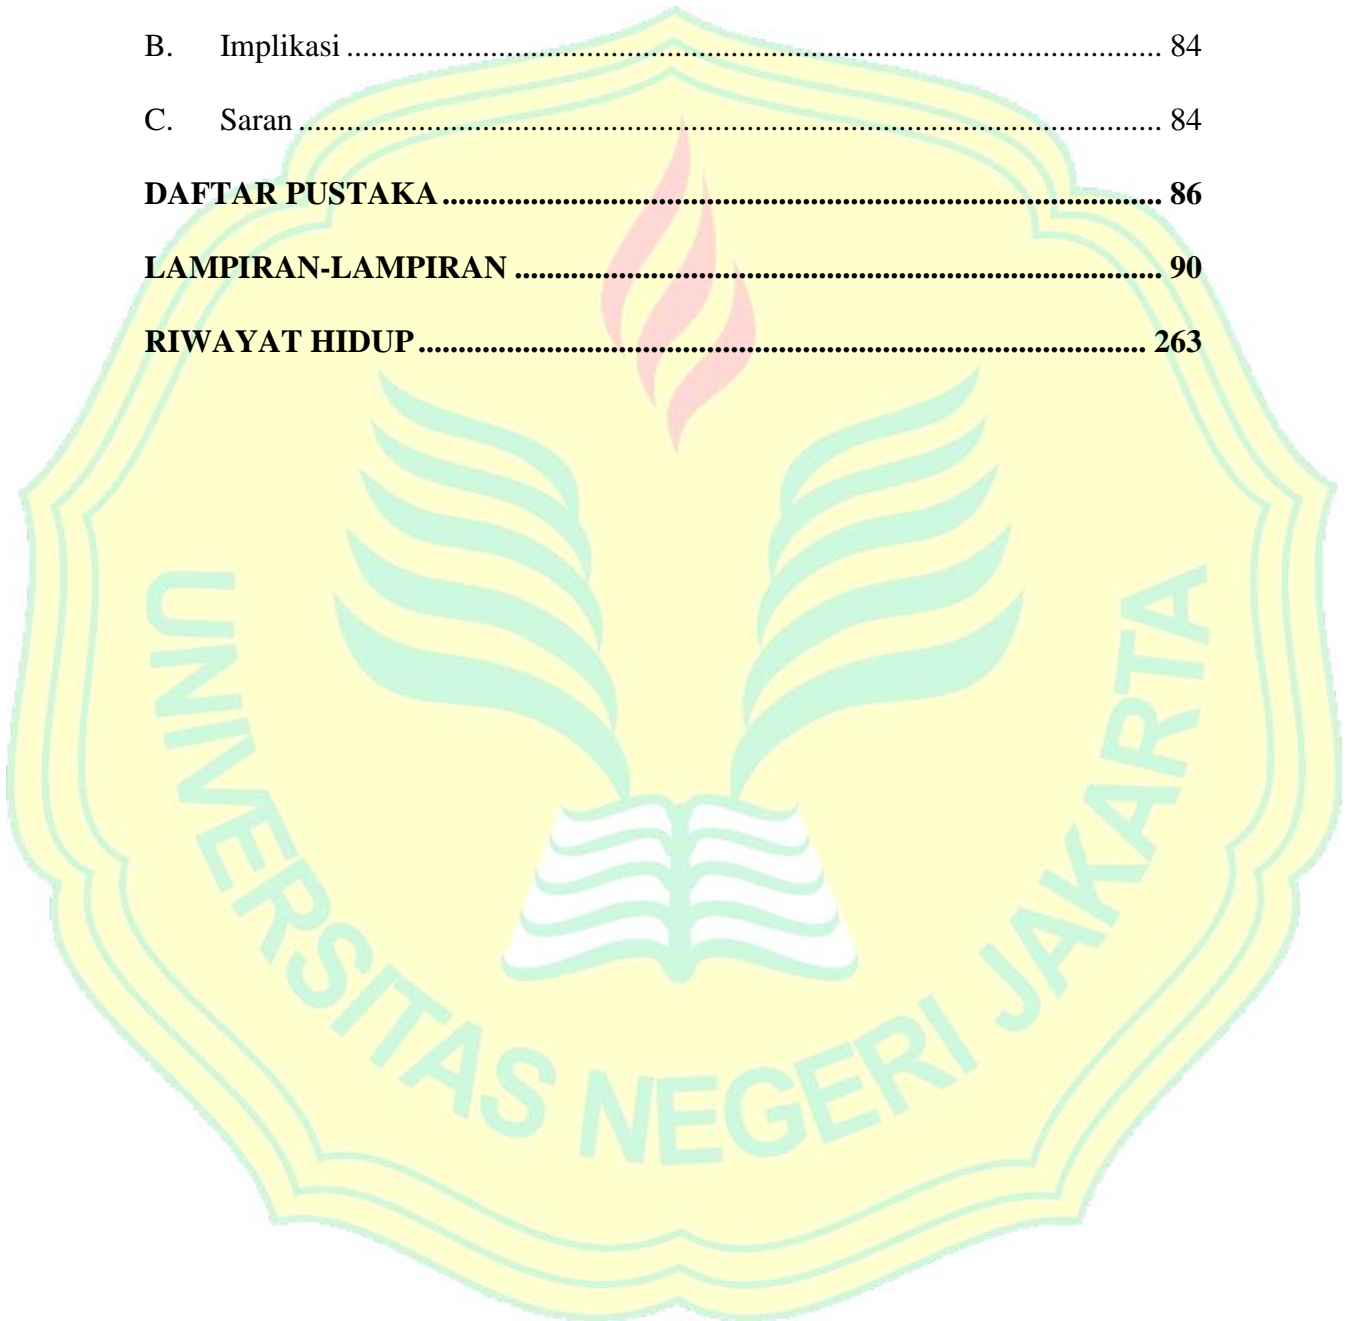 B. Implikasi ........................................................................................ 84
C. Saran ............................................................................................. 84
DAFTAR PUSTAKA ............................................................................ 86
LAMPIRAN-LAMPIRAN .................................................................... 90
RIWAYAT HIDUP ............................................................................. 263
UNIVERSITAS NEGERI JAKARTA